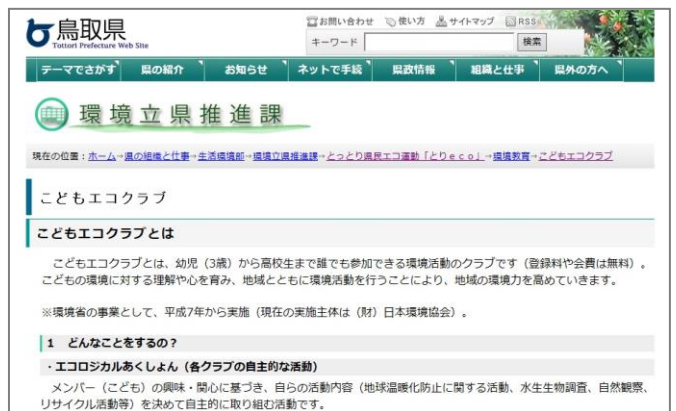 鳥取県
Tottori Prefecture Web Site
お問い合わせ 使い方 サイトマップ RSS
キーワード 検索
テーマでさがす 県の紹介 お知らせ ネットで手続 県政情報 組織と仕事 県外の方へ
環境立県推進課
現在の位置：ホーム→県の組織と仕事→生活環境部→環境立県推進課→とっとり県民エコ運動「とりｅｃｏ」→環境教育→こどもエコクラブ
こどもエコクラブ
こどもエコクラブとは
こどもエコクラブとは、幼児（3歳）から高校生まで誰でも参加できる環境活動のクラブです（登録料や会費は無料）。
こどもの環境に対する理解や心を育み、地域とともに環境活動を行うことにより、地域の環境力を高めていきます。
※環境省の事業として、平成7年から実施（現在の実施主体は（財）日本環境協会）。
1 どんなことをするの？
・エコロジカルあくしょん（各クラブの自主的な活動）
メンバー（こども）の興味・関心に基づき、自らの活動内容（地球温暖化防止に関する活動、水生生物調査、自然観察、
リサイクル活動等）を決めて自主的に取り組む活動です。